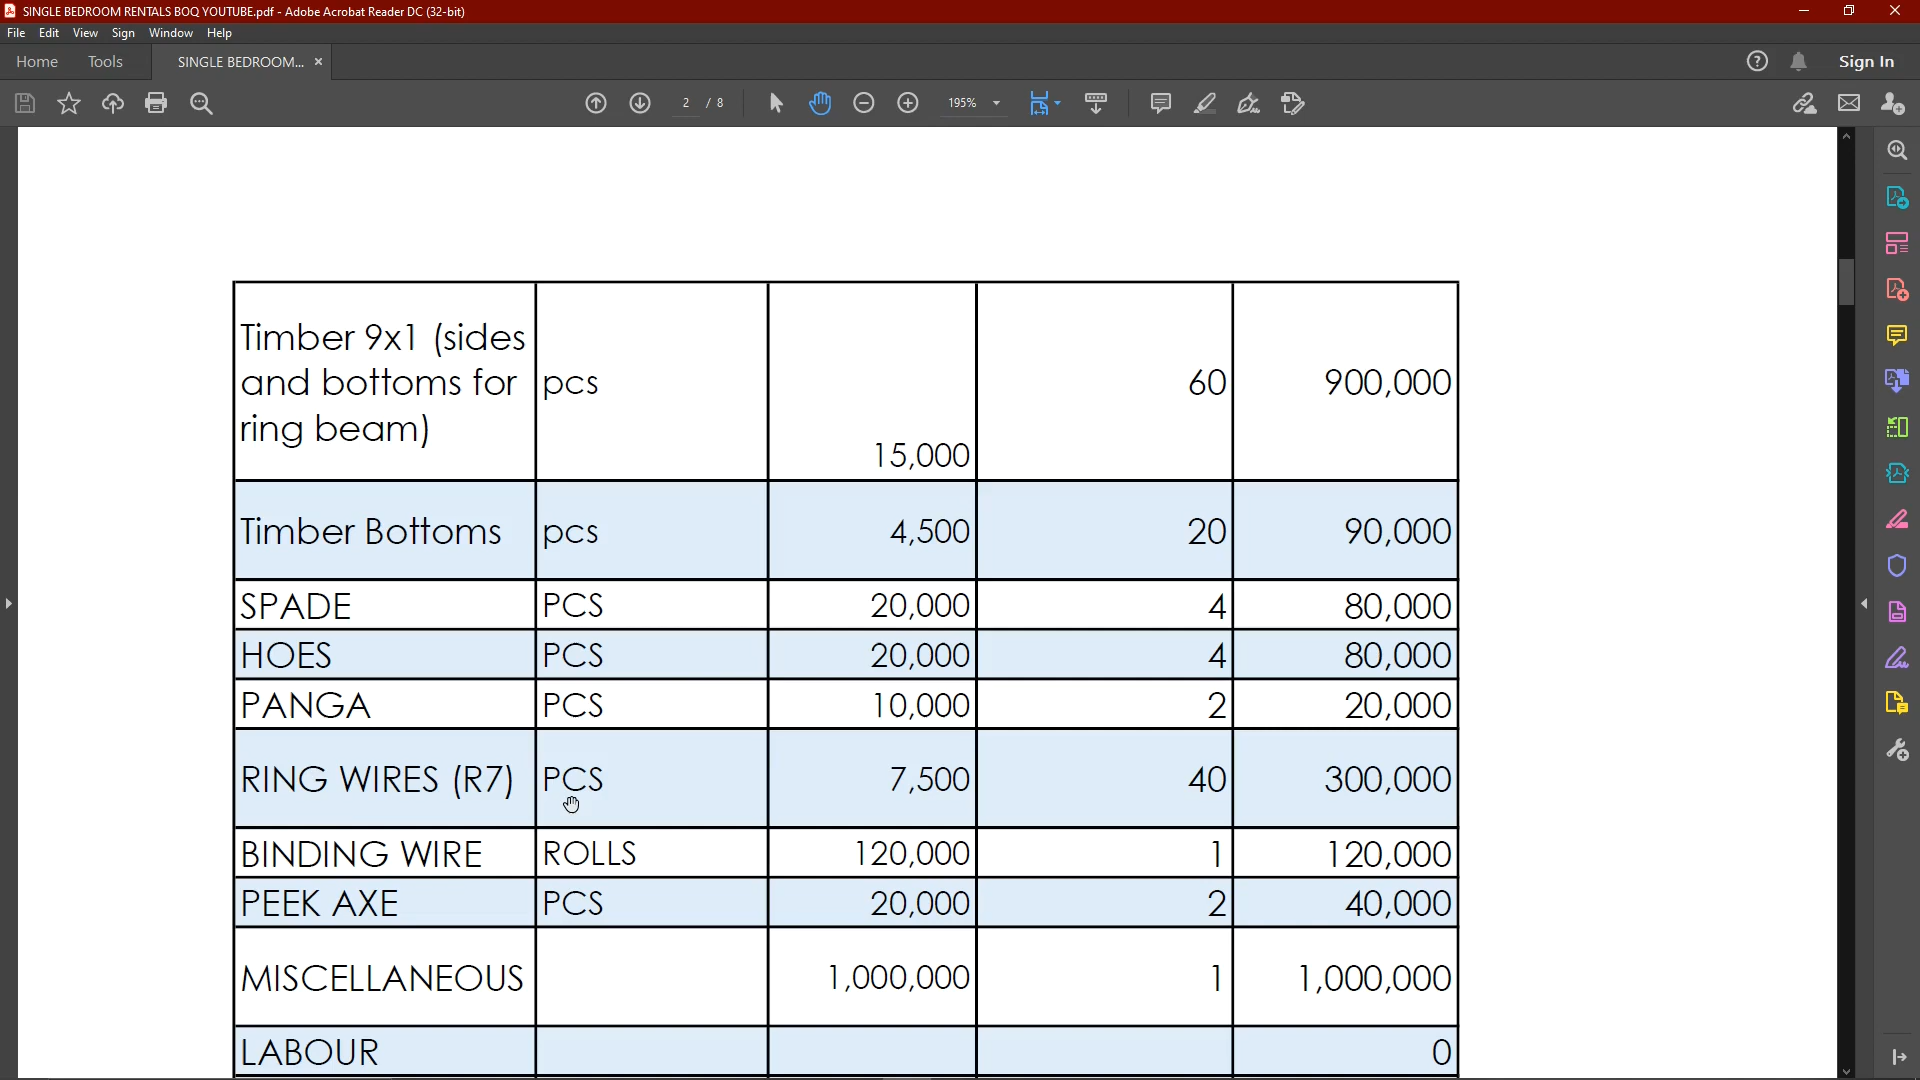 SINGLE BEDROOM RENTALS BOQ YOUTUBE.pdf - Adobe Acrobat Reader DC (32-bit)
File Edit View Sign Window Help
Home Tools SINGLE BEDROOM... × Sign In
2 / 8 195%
Timber 9x1 (sides
and bottoms for pcs 60 900,000
ring beam)
15,000
Timber Bottoms pcs 4,500 20 90,000
SPADE PCS 20,000 4 80,000
HOES PCS 20,000 4 80,000
PANGA PCS 10,000 2 20,000
RING WIRES (R7) PCS 7,500 40 300,000
BINDING WIRE ROLLS 120,000 1 120,000
PEEK AXE PCS 20,000 2 40,000
MISCELLANEOUS 1,000,000 1 1,000,000
LABOUR 0